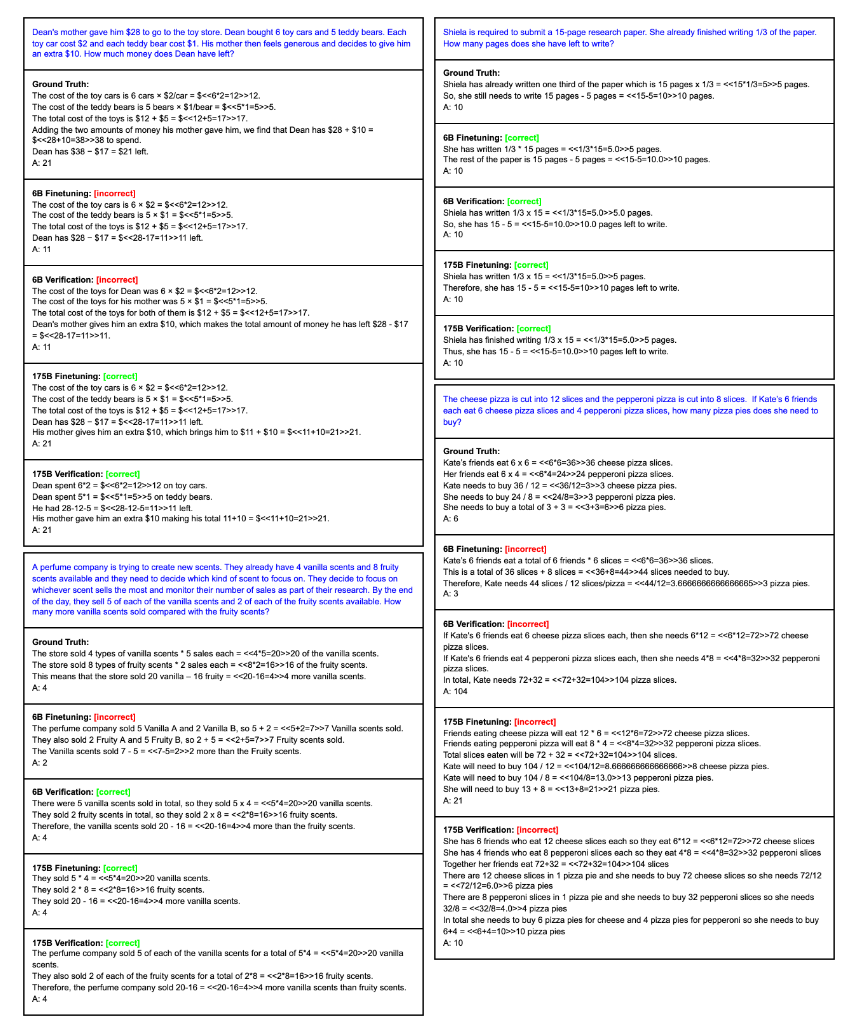 Dean's mother gave him $28 to go to the toy store. Dean bought 6 toy cars and 5 teddy bears. Each
toy car cost $2 and each teddy bear cost $1. His mother then feels generous and decides to give him
an extra $10. How much money does Dean have left?
Ground Truth:
The cost of the toy cars is 6 cars × $2/car = $<<6*2=12>>12.
The cost of the teddy bears is 5 bears × $1/bear = $<<5*1=5>>5.
The total cost of the toys is $12 + $5 = $<<12+5=17>>17.
Adding the two amounts of money his mother gave him, we find that Dean has $28 + $10 =
$<<28+10=38>>38 to spend.
Dean has $38 − $17 = $21 left.
A: 21
6B Finetuning: [incorrect]
The cost of the toy cars is 6 × $2 = $<<6*2=12>>12.
The cost of the teddy bears is 5 × $1 = $<<5*1=5>>5.
The total cost of the toys is $12 + $5 = $<<12+5=17>>17.
Dean has $28 − $17 = $<<28-17=11>>11 left.
A: 11
6B Verification: [incorrect]
The cost of the toys for Dean was 6 × $2 = $<<6*2=12>>12.
The cost of the toys for his mother was 5 × $1 = $<<5*1=5>>5.
The total cost of the toys for both of them is $12 + $5 = $<<12+5=17>>17.
Dean's mother gives him an extra $10, which makes the total amount of money he has left $28 - $17
= $<<28-17=11>>11.
A: 11
175B Finetuning: [correct]
The cost of the toy cars is 6 × $2 = $<<6*2=12>>12.
The cost of the teddy bears is 5 × $1 = $<<5*1=5>>5.
The total cost of the toys is $12 + $5 = $<<12+5=17>>17.
Dean has $28 − $17 = $<<28-17=11>>11 left.
His mother gives him an extra $10, which brings him to $11 + $10 = $<<11+10=21>>21.
A: 21
175B Verification: [correct]
Dean spent 6*2 = $<<6*2=12>>12 on toy cars.
Dean spent 5*1 = $<<5*1=5>>5 on teddy bears.
He had 28-12-5 = $<<28-12-5=11>>11 left.
His mother gave him an extra $10 making his total 11+10 = $<<11+10=21>>21.
A: 21
A perfume company is trying to create new scents. They already have 4 vanilla scents and 8 fruity
scents available and they need to decide which kind of scent to focus on. They decide to focus on
whichever scent sells the most and monitor their number of sales as part of their research. By the end
of the day, they sell 5 of each of the vanilla scents and 2 of each of the fruity scents available. How
many more vanilla scents sold compared with the fruity scents?
Ground Truth:
The store sold 4 types of vanilla scents * 5 sales each = <<4*5=20>>20 of the vanilla scents.
The store sold 8 types of fruity scents * 2 sales each = <<8*2=16>>16 of the fruity scents.
This means that the store sold 20 vanilla – 16 fruity = <<20-16=4>>4 more vanilla scents.
A: 4
6B Finetuning: [incorrect]
The perfume company sold 5 Vanilla A and 2 Vanilla B, so 5 + 2 = <<5+2=7>>7 Vanilla scents sold.
They also sold 2 Fruity A and 5 Fruity B, so 2 + 5 = <<2+5=7>>7 Fruity scents sold.
The Vanilla scents sold 7 - 5 = <<7-5=2>>2 more than the Fruity scents.
A: 2
6B Verification: [correct]
There were 5 vanilla scents sold in total, so they sold 5 x 4 = <<5*4=20>>20 vanilla scents.
They sold 2 fruity scents in total, so they sold 2 x 8 = <<2*8=16>>16 fruity scents.
Therefore, the vanilla scents sold 20 - 16 = <<20-16=4>>4 more than the fruity scents.
A: 4
175B Finetuning: [correct]
They sold 5 * 4 = <<5*4=20>>20 vanilla scents.
They sold 2 * 8 = <<2*8=16>>16 fruity scents.
They sold 20 - 16 = <<20-16=4>>4 more vanilla scents.
A: 4
175B Verification: [correct]
The perfume company sold 5 of each of the vanilla scents for a total of 5*4 = <<5*4=20>>20 vanilla
scents.
They also sold 2 of each of the fruity scents for a total of 2*8 = <<2*8=16>>16 fruity scents.
Therefore, the perfume company sold 20-16 = <<20-16=4>>4 more vanilla scents than fruity scents.
A: 4
Shiela is required to submit a 15-page research paper. She already finished writing 1/3 of the paper.
How many pages does she have left to write?
Ground Truth:
Shiela has already written one third of the paper which is 15 pages x 1/3 = <<15*1/3=5>>5 pages.
So, she still needs to write 15 pages - 5 pages = <<15-5=10>>10 pages.
A: 10
6B Finetuning: [correct]
She has written 1/3 * 15 pages = <<1/3*15=5.0>>5 pages.
The rest of the paper is 15 pages - 5 pages = <<15-5=10.0>>10 pages.
A: 10
6B Verification: [correct]
Shiela has written 1/3 x 15 = <<1/3*15=5.0>>5.0 pages.
So, she has 15 - 5 = <<15-5=10.0>>10.0 pages left to write.
A: 10
175B Finetuning: [correct]
Shiela has written 1/3 x 15 = <<1/3*15=5.0>>5 pages.
Therefore, she has 15 - 5 = <<15-5=10>>10 pages left to write.
A: 10
175B Verification: [correct]
Shiela has finished writing 1/3 x 15 = <<1/3*15=5.0>>5 pages.
Thus, she has 15 - 5 = <<15-5=10.0>>10 pages left to write.
A: 10
The cheese pizza is cut into 12 slices and the pepperoni pizza is cut into 8 slices. If Kate's 6 friends
each eat 6 cheese pizza slices and 4 pepperoni pizza slices, how many pizza pies does she need to
buy?
Ground Truth:
Kate's friends eat 6 x 6 = <<6*6=36>>36 cheese pizza slices.
Her friends eat 6 x 4 = <<6*4=24>>24 pepperoni pizza slices.
Kate needs to buy 36 / 12 = <<36/12=3>>3 cheese pizza pies.
She needs to buy 24 / 8 = <<24/8=3>>3 pepperoni pizza pies.
She needs to buy a total of 3 + 3 = <<3+3=6>>6 pizza pies.
A: 6
6B Finetuning: [incorrect]
Kate's 6 friends eat a total of 6 friends * 6 slices = <<6*6=36>>36 slices.
This is a total of 36 slices + 8 slices = <<36+8=44>>44 slices needed to buy.
Therefore, Kate needs 44 slices / 12 slices/pizza = <<44/12=3.6666666666666665>>3 pizza pies.
A: 3
6B Verification: [incorrect]
If Kate's 6 friends eat 6 cheese pizza slices each, then she needs 6*12 = <<6*12=72>>72 cheese
pizza slices.
If Kate's 6 friends eat 4 pepperoni pizza slices each, then she needs 4*8 = <<4*8=32>>32 pepperoni
pizza slices.
In total, Kate needs 72+32 = <<72+32=104>>104 pizza slices.
A: 104
175B Finetuning: [incorrect]
Friends eating cheese pizza will eat 12 * 6 = <<12*6=72>>72 cheese pizza slices.
Friends eating pepperoni pizza will eat 8 * 4 = <<8*4=32>>32 pepperoni pizza slices.
Total slices eaten will be 72 + 32 = <<72+32=104>>104 slices.
Kate will need to buy 104 / 12 = <<104/12=8.666666666666666>>8 cheese pizza pies.
Kate will need to buy 104 / 8 = <<104/8=13.0>>13 pepperoni pizza pies.
She will need to buy 13 + 8 = <<13+8=21>>21 pizza pies.
A: 21
175B Verification: [incorrect]
She has 6 friends who eat 12 cheese slices each so they eat 6*12 = <<6*12=72>>72 cheese slices
She has 4 friends who eat 8 pepperoni slices each so they eat 4*8 = <<4*8=32>>32 pepperoni slices
Together her friends eat 72+32 = <<72+32=104>>104 slices
There are 12 cheese slices in 1 pizza pie and she needs to buy 72 cheese slices so she needs 72/12
= <<72/12=6.0>>6 pizza pies
There are 8 pepperoni slices in 1 pizza pie and she needs to buy 32 pepperoni slices so she needs
32/8 = <<32/8=4.0>>4 pizza pies
In total she needs to buy 6 pizza pies for cheese and 4 pizza pies for pepperoni so she needs to buy
6+4 = <<6+4=10>>10 pizza pies
A: 10